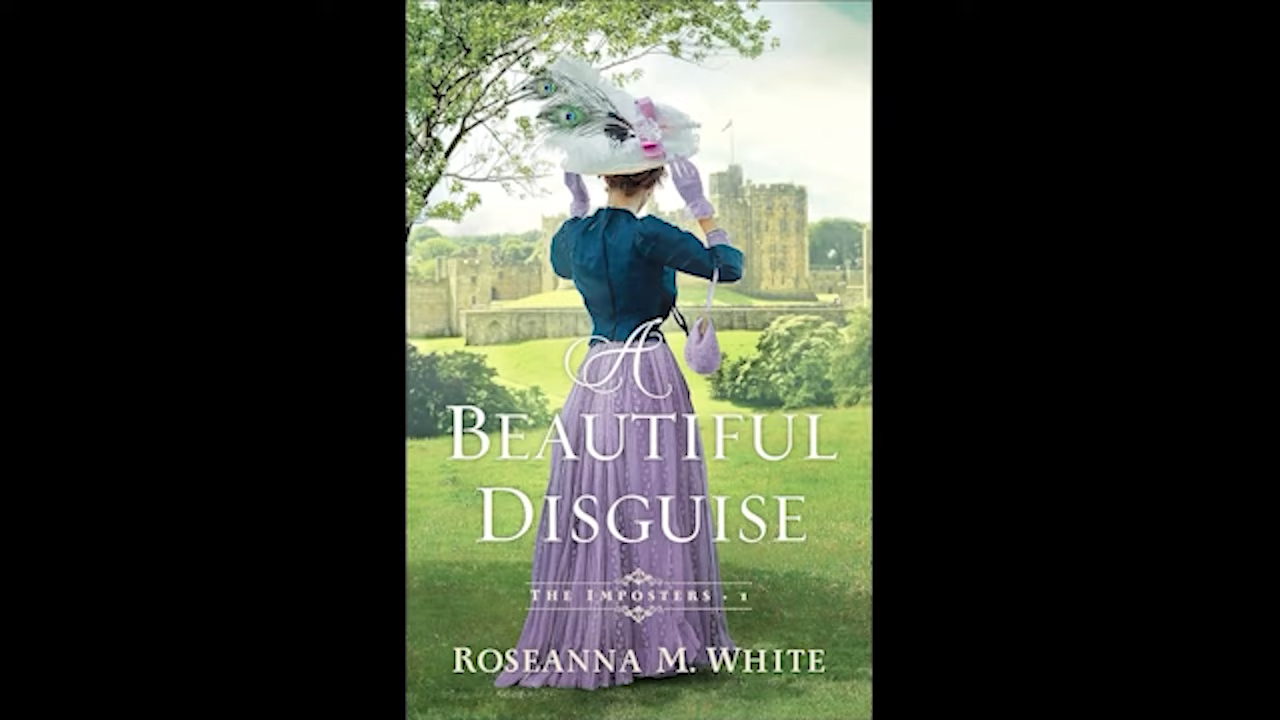 A
BEAUTIFUL
DISGUISE
THE IMPOSTERS · 1
ROSEANNA M. WHITE